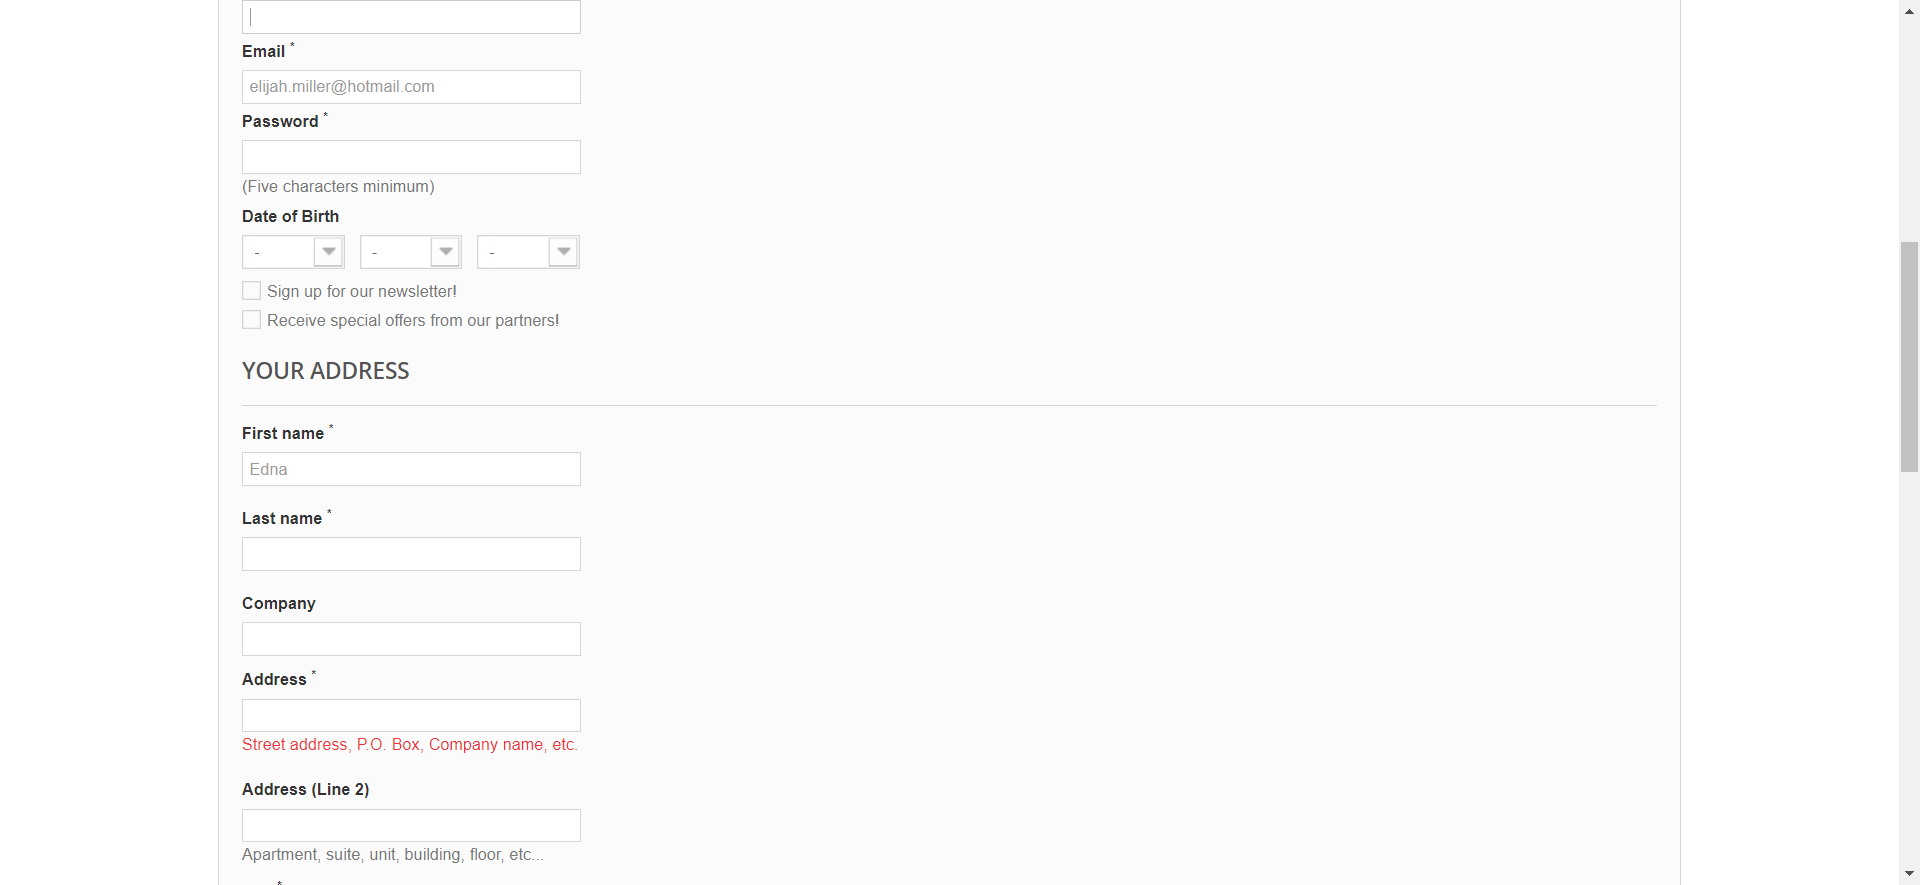 Email *
elijah.miller@hotmail.com
Password *
(Five characters minimum)
Date of Birth
- - -
Sign up for our newsletter!
Receive special offers from our partners!
YOUR ADDRESS
First name *
Edna
Last name *
Company
Address *
Street address, P.O. Box, Company name, etc.
Address (Line 2)
Apartment, suite, unit, building, floor, etc...
*